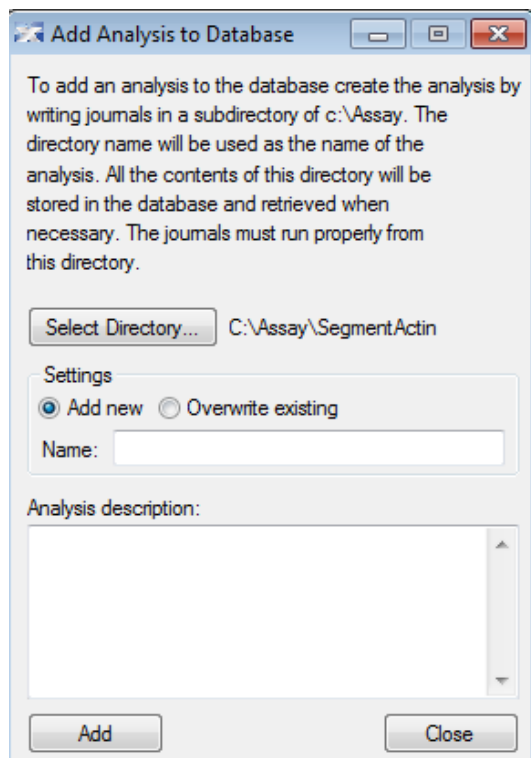 Add Analysis to Database
To add an analysis to the database create the analysis by
writing journals in a subdirectory of c:\Assay. The
directory name will be used as the name of the
analysis. All the contents of this directory will be
stored in the database and retrieved when
necessary. The journals must run properly from
this directory.
Select Directory... C:\Assay\SegmentActin
Settings
Add new Overwrite existing
Name:
Analysis description:
Add Close